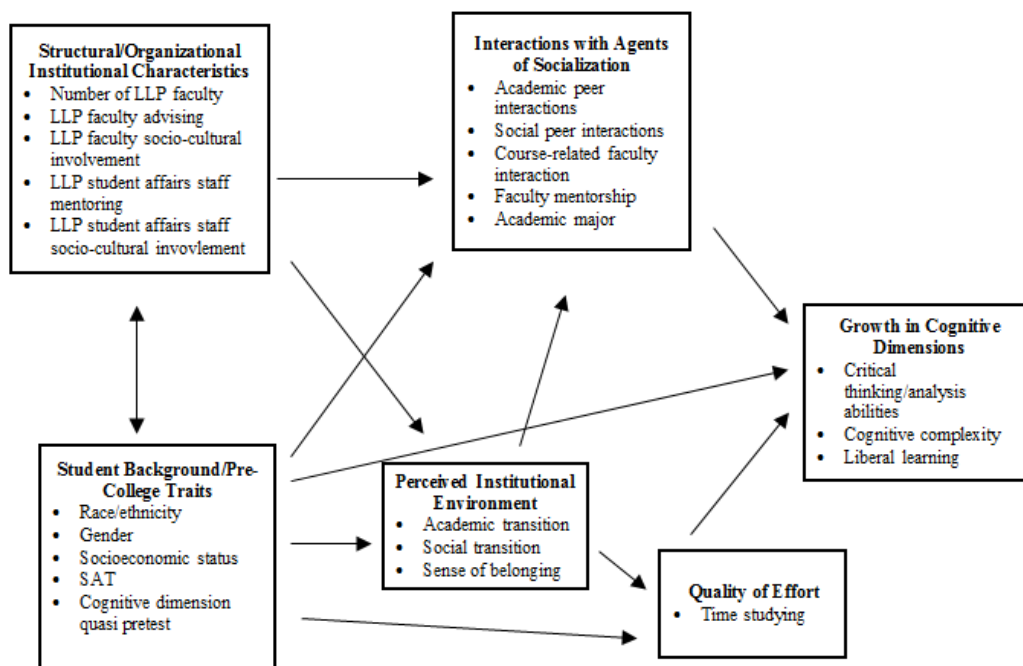 Structural/Organizational
Institutional Characteristics
• Number of LLP faculty
• LLP faculty advising
• LLP faculty socio-cultural
involvement
• LLP student affairs staff
mentoring
• LLP student affairs staff
socio-cultural invovlement
Interactions with Agents
of Socialization
• Academic peer
interactions
• Social peer interactions
• Course-related faculty
interaction
• Faculty mentorship
• Academic major
Growth in Cognitive
Dimensions
• Critical
thinking/analysis
abilities
• Cognitive complexity
• Liberal learning
Student Background/Pre-
College Traits
• Race/ethnicity
• Gender
• Socioeconomic status
• SAT
• Cognitive dimension
quasi pretest
Perceived Institutional
Environment
• Academic transition
• Social transition
• Sense of belonging
Quality of Effort
• Time studying